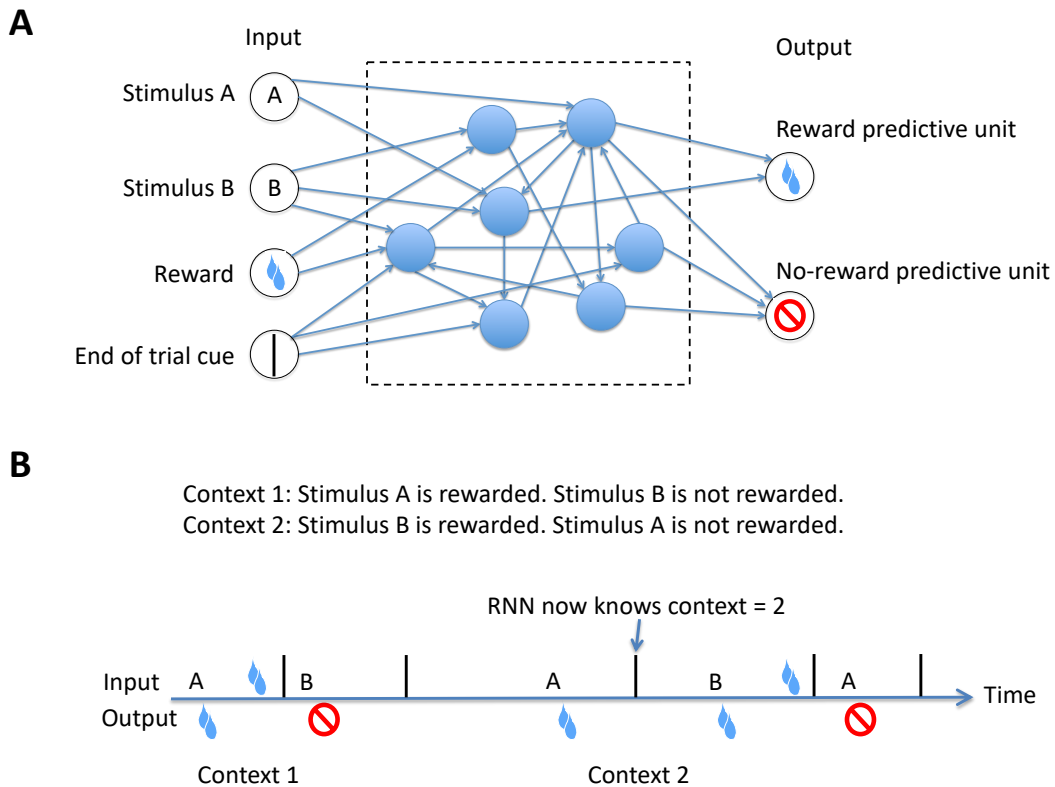 A
Input
Output
Stimulus A
A
Reward predictive unit
Stimulus B
B
Reward
No-reward predictive unit
End of trial cue
B
Context 1: Stimulus A is rewarded. Stimulus B is not rewarded.
Context 2: Stimulus B is rewarded. Stimulus A is not rewarded.
RNN now knows context = 2
Input A B A B A Time
Output
Context 1 Context 2